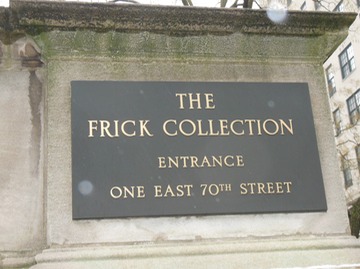 THE
FRICK COLLECTION
ENTRANCE
ONE EAST 70TH STREET